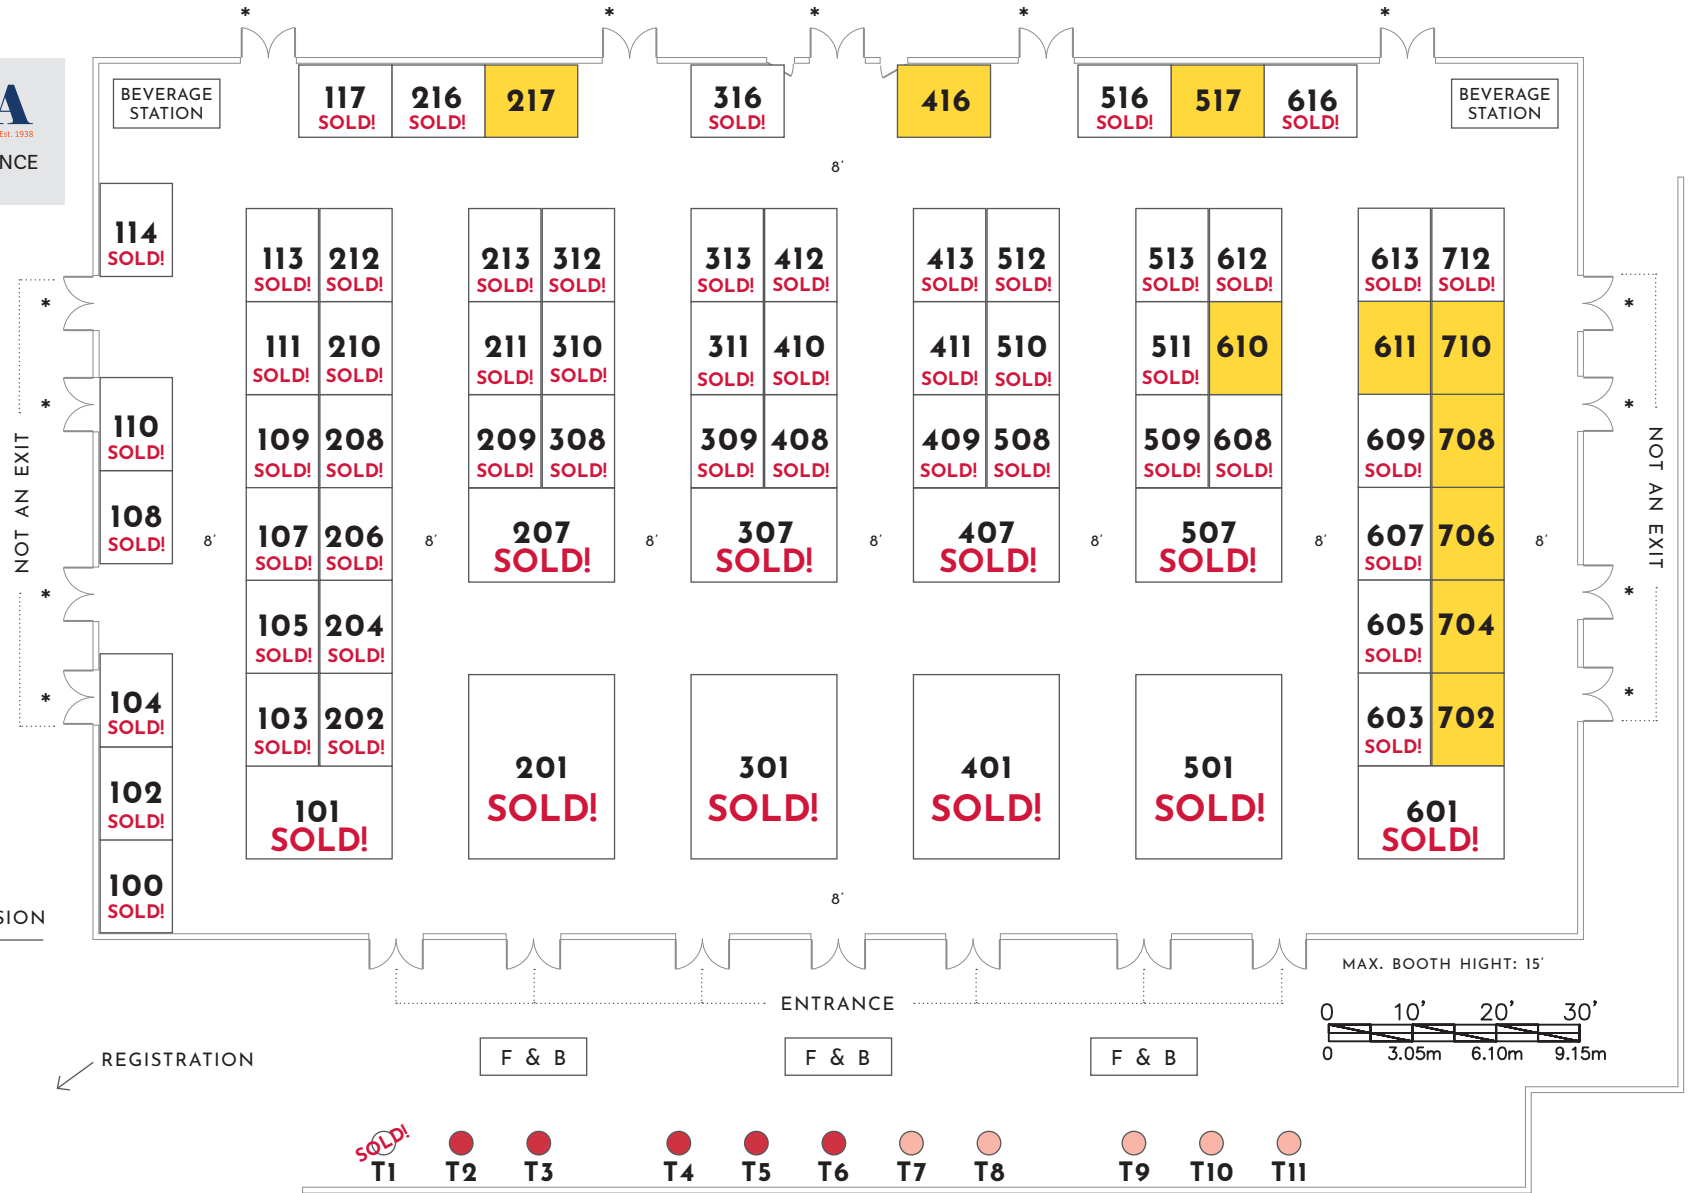 *
*
*
*
*
A
Est. 1938
NCE
BEVERAGE
STATION
117
SOLD!
216
SOLD!
217
316
SOLD!
416
516
SOLD!
517
616
SOLD!
BEVERAGE
STATION
8'
114
SOLD!
113
SOLD!
212
SOLD!
213
SOLD!
312
SOLD!
313
SOLD!
412
SOLD!
413
SOLD!
512
SOLD!
513
SOLD!
612
SOLD!
613
SOLD!
712
SOLD!
*
*
111
SOLD!
210
SOLD!
211
SOLD!
310
SOLD!
311
SOLD!
410
SOLD!
411
SOLD!
510
SOLD!
511
SOLD!
610
611
710
*
*
110
SOLD!
109
SOLD!
208
SOLD!
209
SOLD!
308
SOLD!
309
SOLD!
408
SOLD!
409
SOLD!
508
SOLD!
509
SOLD!
608
SOLD!
609
SOLD!
708
NOT AN EXIT
NOT AN EXIT
108
SOLD!
8'
107
SOLD!
206
SOLD!
8'
207
SOLD!
8'
307
SOLD!
8'
407
SOLD!
8'
507
SOLD!
8'
607
SOLD!
706
8'
*
*
105
SOLD!
204
SOLD!
605
SOLD!
704
*
*
104
SOLD!
103
SOLD!
202
SOLD!
603
SOLD!
702
102
SOLD!
101
SOLD!
201
SOLD!
301
SOLD!
401
SOLD!
501
SOLD!
601
SOLD!
100
SOLD!
8'
SION
MAX. BOOTH HIGHT: 15'
ENTRANCE
0 10' 20' 30'
0 3.05m 6.10m 9.15m
REGISTRATION
F & B
F & B
F & B
SOLD!
T1 T2 T3 T4 T5 T6 T7 T8 T9 T10 T11